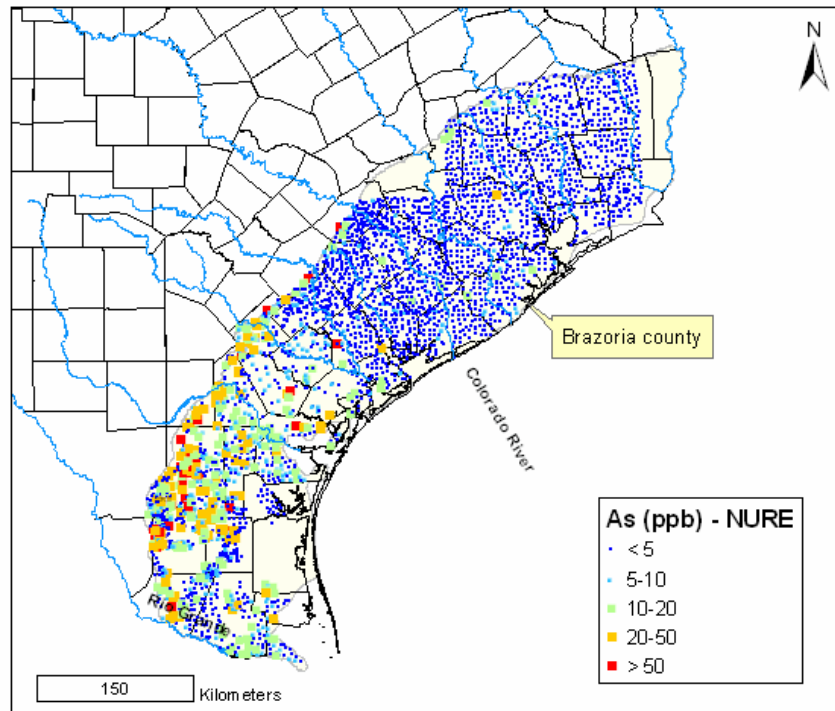 N
Brazoria county
Colorado River
Rio Grande
As (ppb) - NURE
< 5
5-10
10-20
20-50
> 50
150
Kilometers